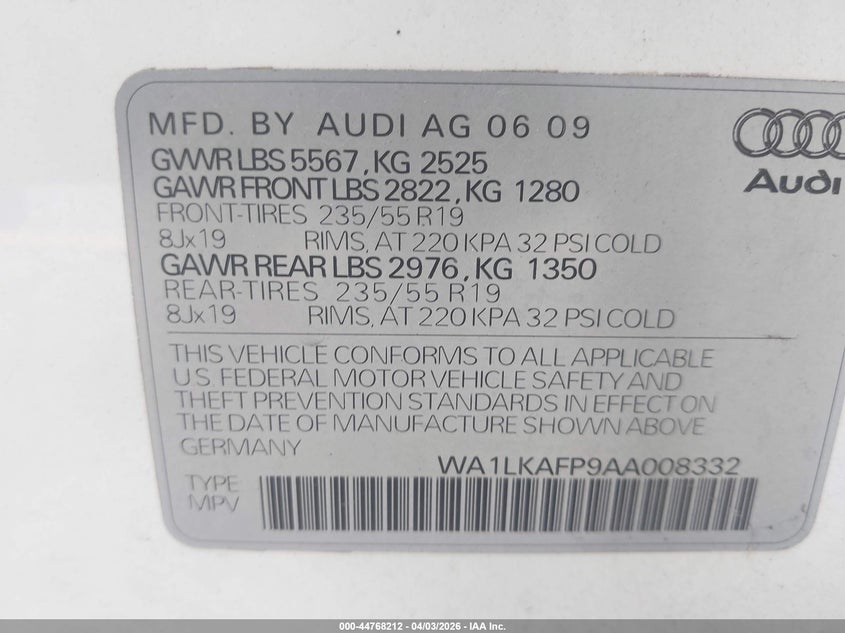 MFD. BY AUDI AG 06 09
GVWR LBS 5567, KG 2525
GAWR FRONT LBS 2822, KG 1280
FRONT-TIRES 235/55 R19
8Jx19 RIMS, AT 220 KPA 32 PSI COLD
GAWR REAR LBS 2976, KG 1350
REAR-TIRES 235/55 R19
8Jx19 RIMS, AT 220 KPA 32 PSI COLD
Audi
THIS VEHICLE CONFORMS TO ALL APPLICABLE
U.S. FEDERAL MOTOR VEHICLE SAFETY AND
THEFT PREVENTION STANDARDS IN EFFECT ON
THE DATE OF MANUFACTURE SHOWN ABOVE
GERMANY
WA1LKAFP9AA008332
TYPE
MPV
000-44768212 - 04/03/2026 - IAA Inc.